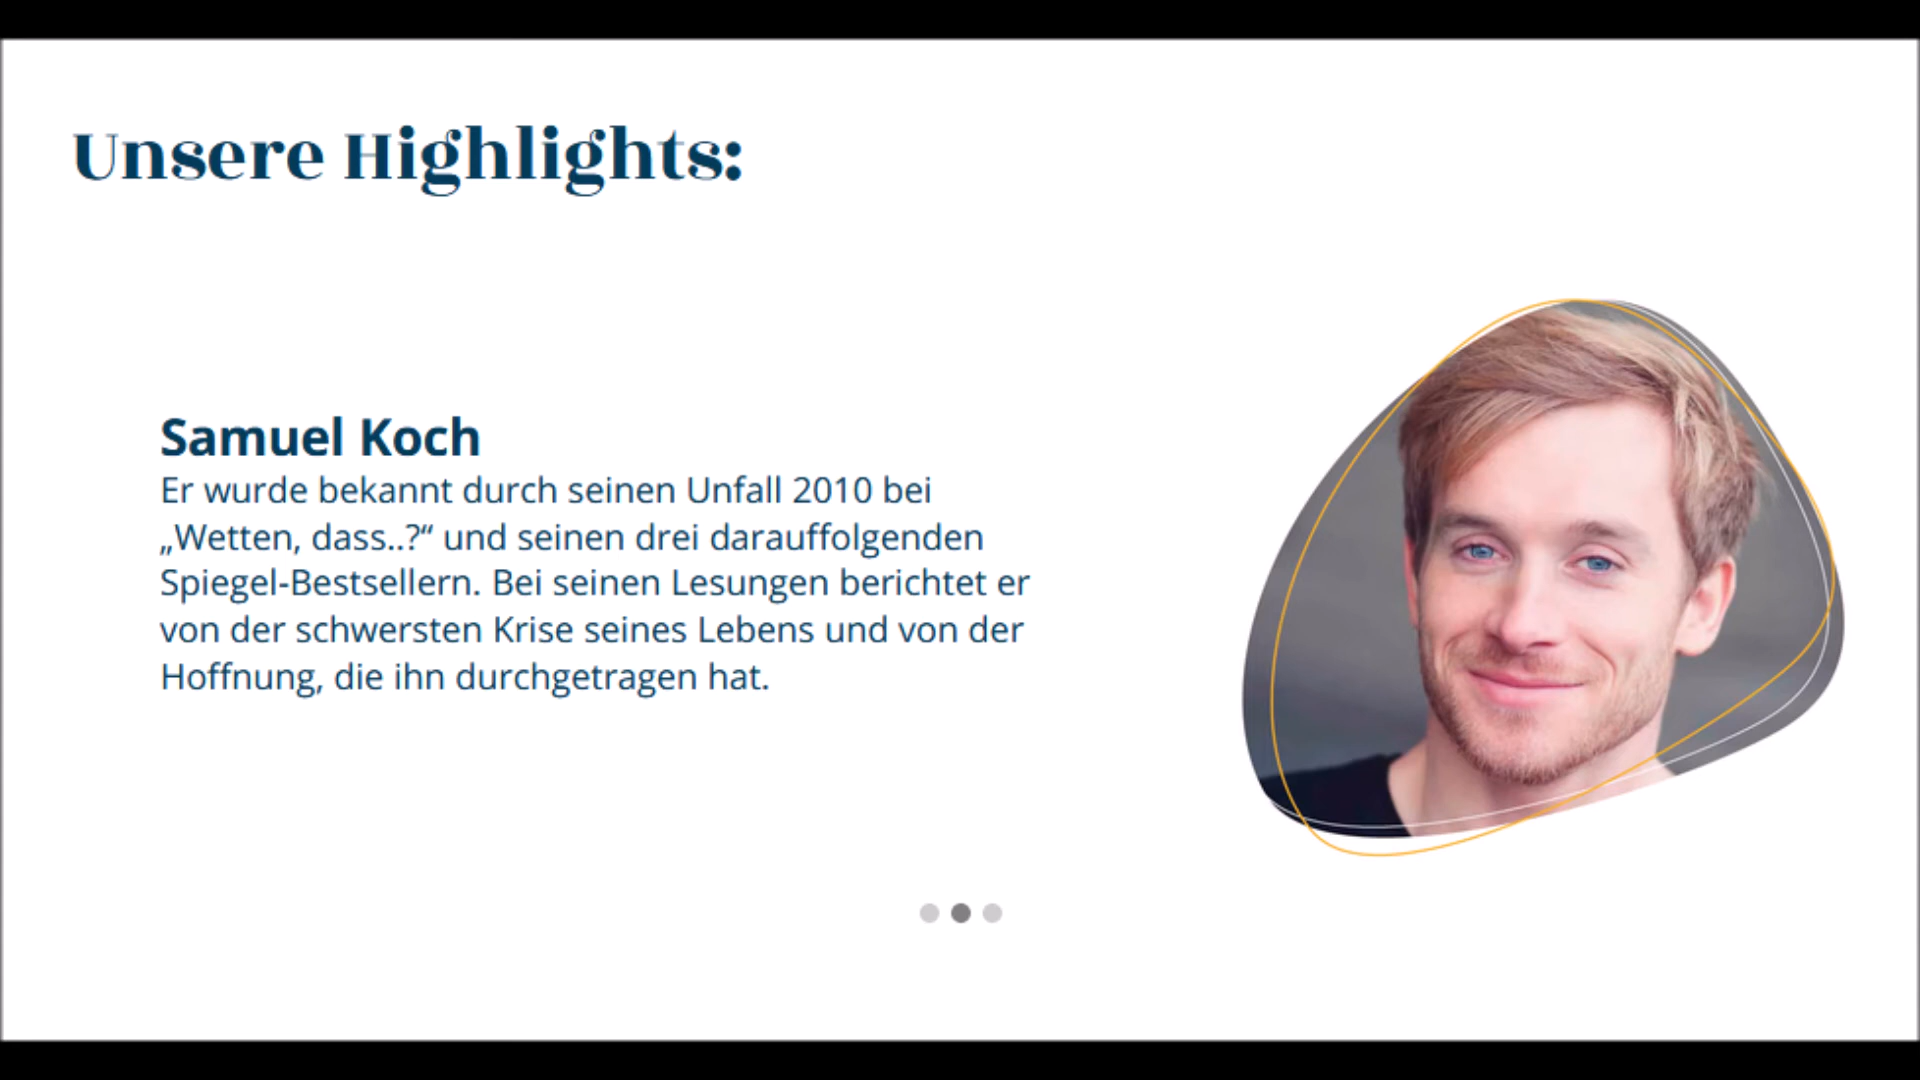 Unsere Highlights:
Samuel Koch
Er wurde bekannt durch seinen Unfall 2010 bei
„Wetten, dass..?“ und seinen drei darauffolgenden
Spiegel-Bestsellern. Bei seinen Lesungen berichtet er
von der schwersten Krise seines Lebens und von der
Hoffnung, die ihn durchgetragen hat.